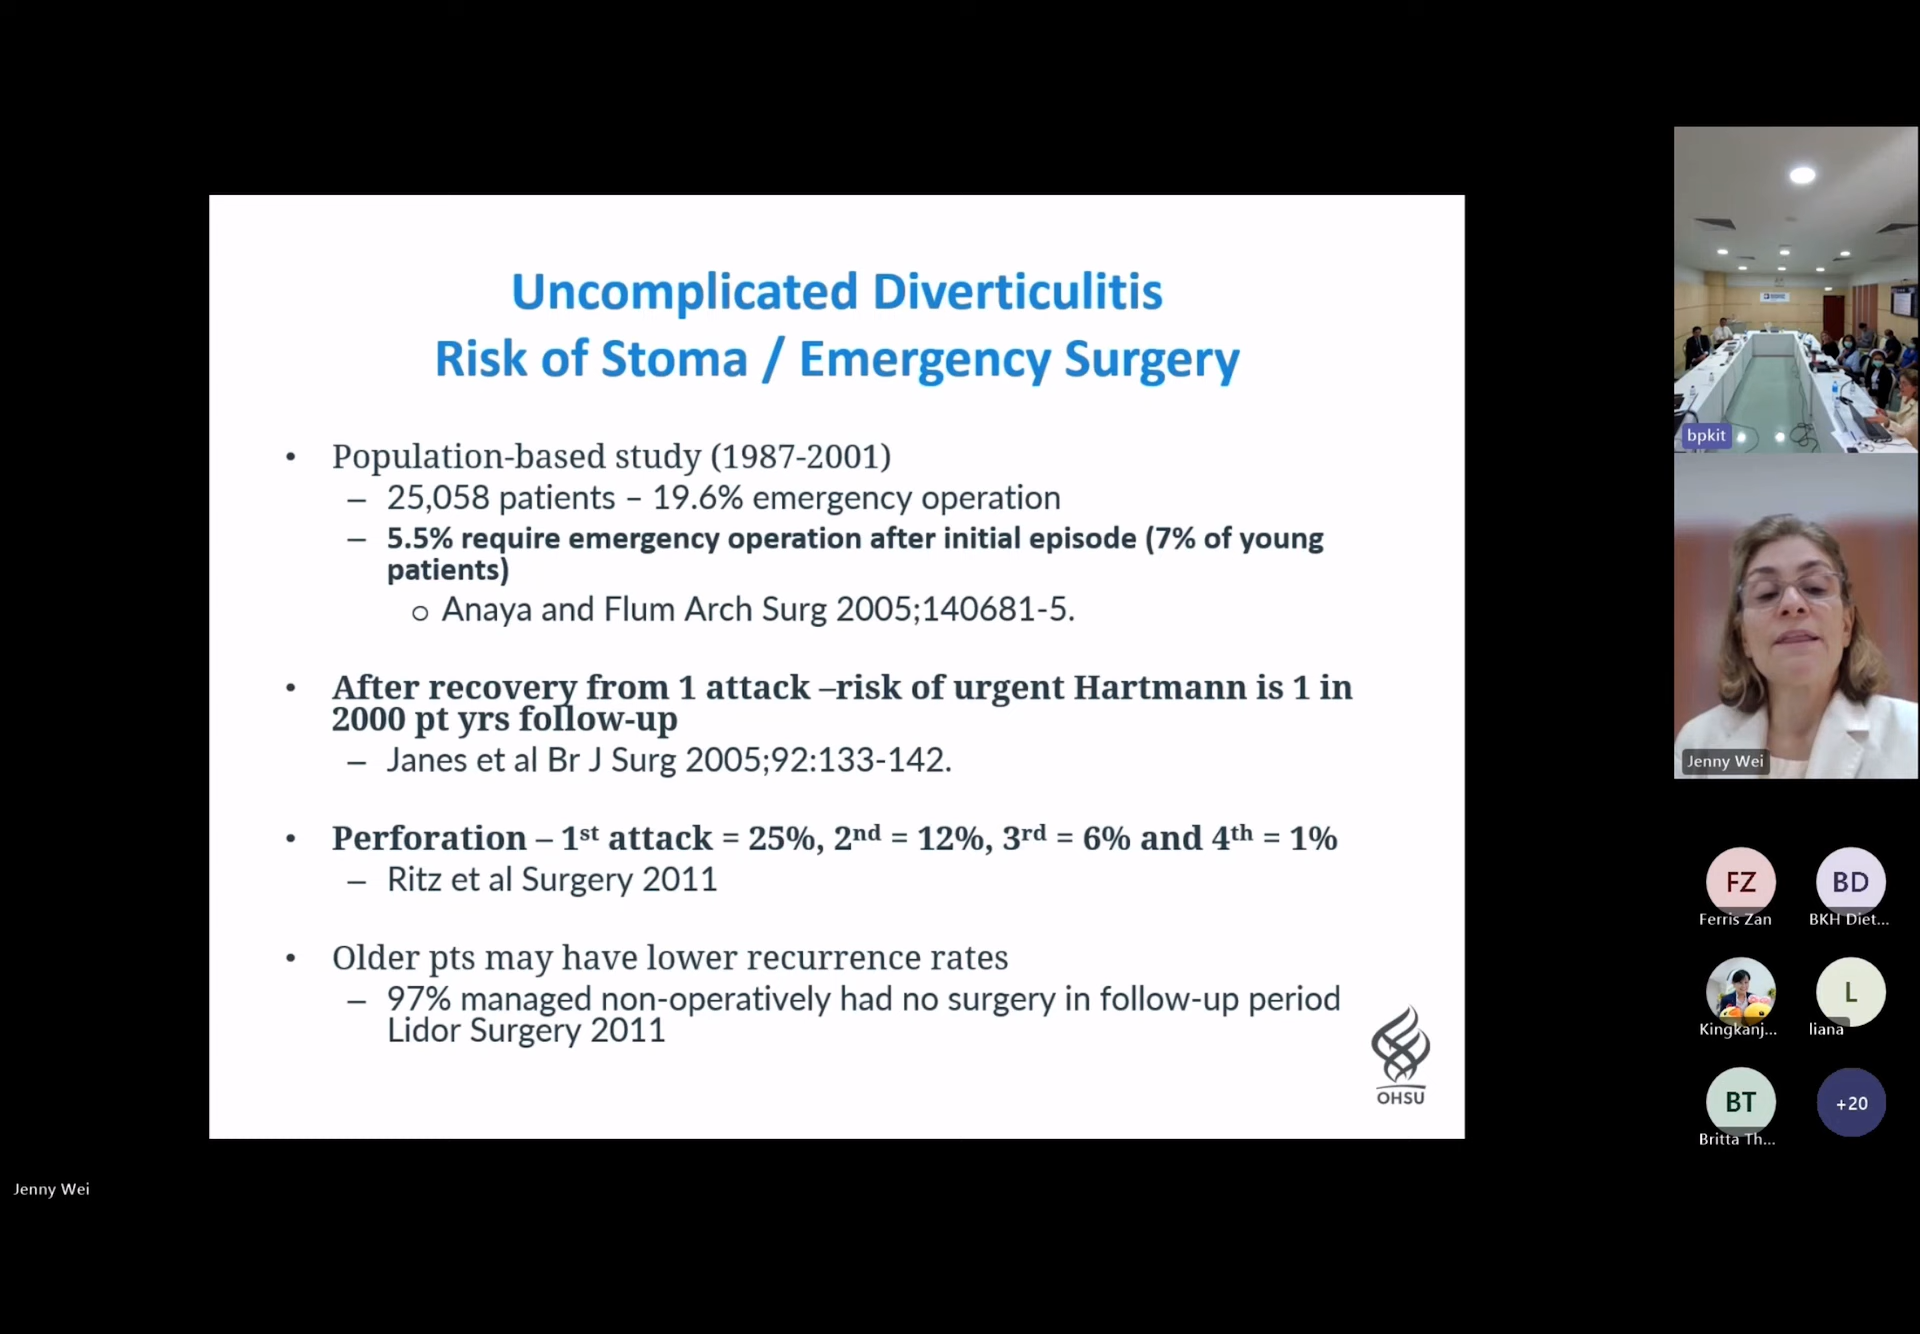 Uncomplicated Diverticulitis
Risk of Stoma / Emergency Surgery
• Population-based study (1987-2001)
– 25,058 patients – 19.6% emergency operation
– 5.5% require emergency operation after initial episode (7% of young
patients)
o Anaya and Flum Arch Surg 2005;140681-5.
• After recovery from 1 attack –risk of urgent Hartmann is 1 in
2000 pt yrs follow-up
– Janes et al Br J Surg 2005;92:133-142.
• Perforation – 1st attack = 25%, 2nd = 12%, 3rd = 6% and 4th = 1%
– Ritz et al Surgery 2011
• Older pts may have lower recurrence rates
– 97% managed non-operatively had no surgery in follow-up period
Lidor Surgery 2011
OHSU
bpkit
Jenny Wei
FZ
Ferris Zan
BD
BKH Diet...
Kingkanj...
L
liana
BT
Britta Th...
+20
Jenny Wei